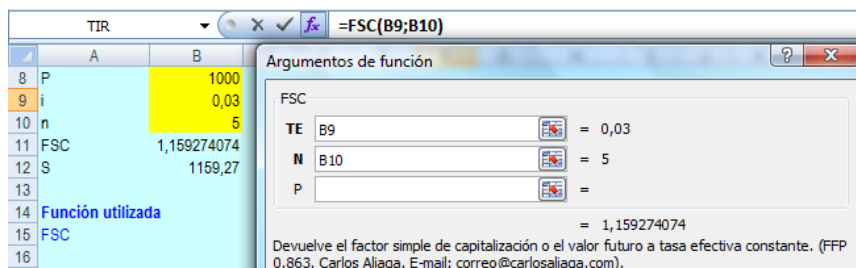 TIR =FSC(B9;B10)
A B
8 P 1000
9 i 0,03
10 n 5
11 FSC 1,159274074
12 S 1159,27
13
14 Función utilizada
15 FSC
16
Argumentos de función
FSC
TE B9 = 0,03
N B10 = 5
P =
= 1,159274074
Devuelve el factor simple de capitalización o el valor futuro a tasa efectiva constante. (FFP
0.863. Carlos Aliaga. E-mail: correo@carlosaliaga.com).